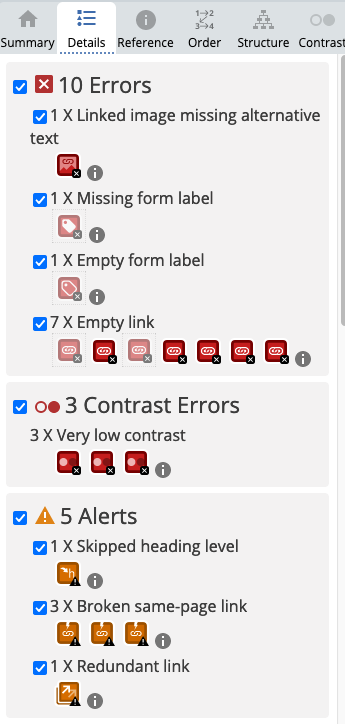 Summary Details Reference Order Structure Contrast
10 Errors
1 X Linked image missing alternative
text
1 X Missing form label
1 X Empty form label
7 X Empty link
3 Contrast Errors
3 X Very low contrast
5 Alerts
1 X Skipped heading level
3 X Broken same-page link
1 X Redundant link